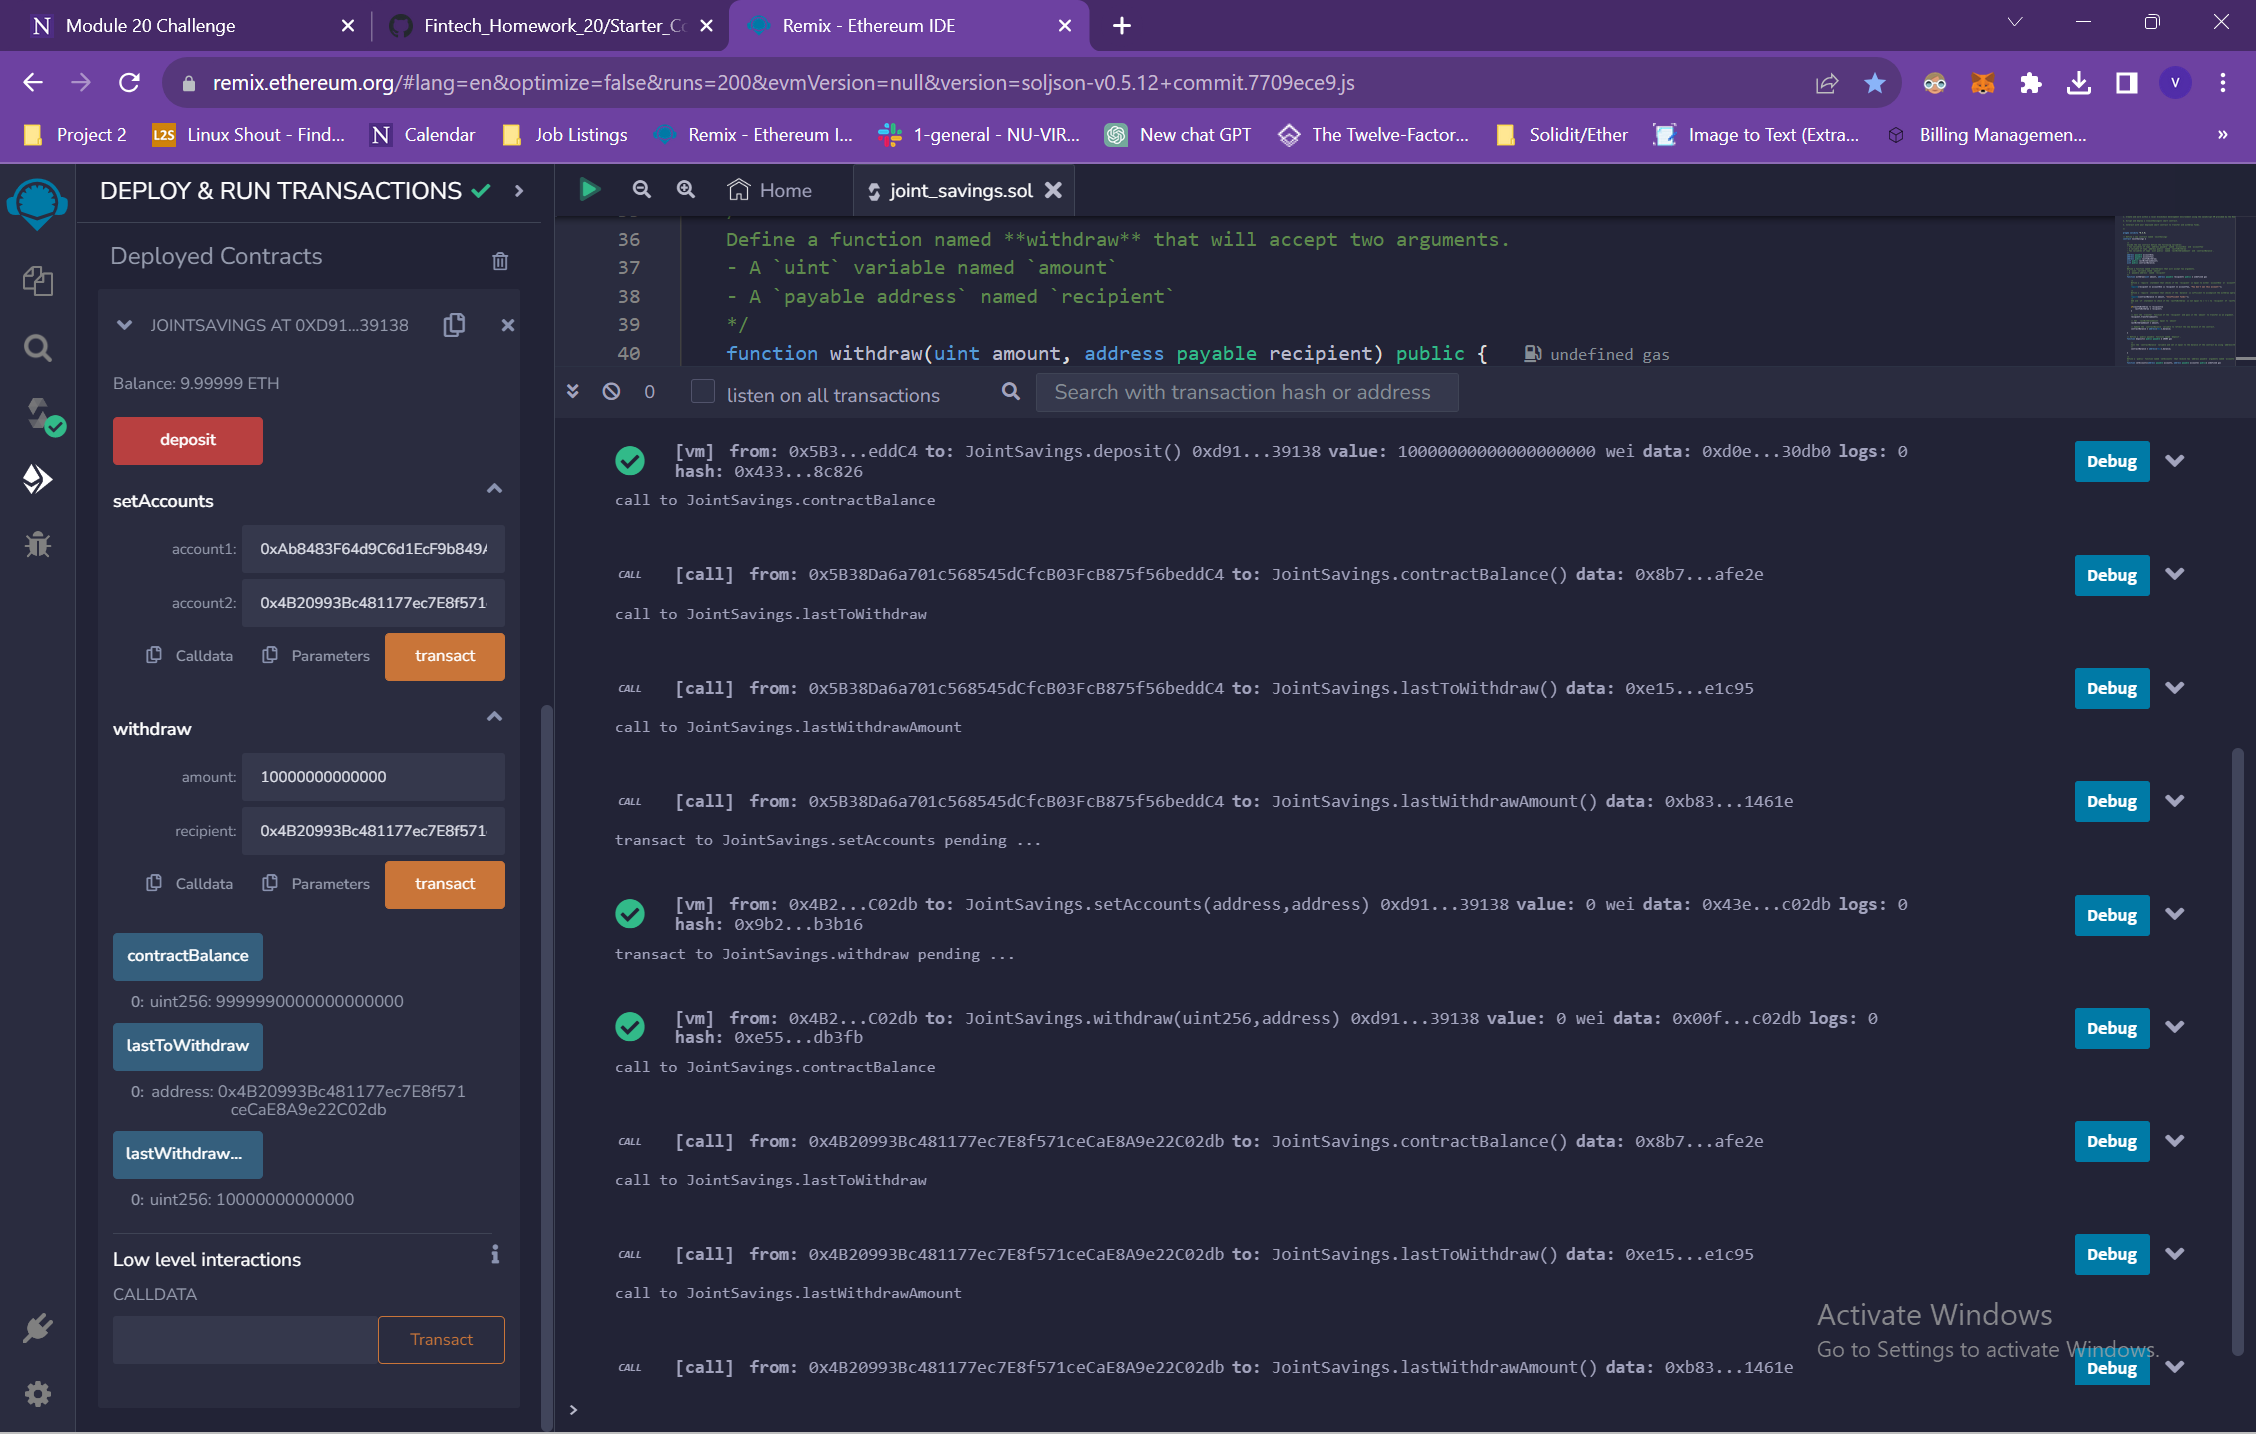 Module 20 Challenge
Fintech_Homework_20/Starter_Co
Remix - Ethereum IDE
remix.ethereum.org/#lang=en&optimize=false&runs=200&evmVersion=null&version=soljson-v0.5.12+commit.7709ece9.js
V
Project 2
L2S Linux Shout - Find...
N Calendar
Job Listings
Remix - Ethereum I...
1-general - NU-VIR...
New chat GPT
The Twelve-Factor...
Solidit/Ether
Image to Text (Extra...
Billing Managemen...
»
DEPLOY & RUN TRANSACTIONS
Deployed Contracts
JOINTSAVINGS AT 0XD91...39138
Balance: 9.99999 ETH
deposit
setAccounts
account1: 0xAb8483F64d9C6d1EcF9b849A
account2: 0x4B20993Bc481177ec7E8f571
Calldata Parameters transact
withdraw
amount: 10000000000000
recipient: 0x4B20993Bc481177ec7E8f571
Calldata Parameters transact
contractBalance
0: uint256: 9999990000000000000
lastToWithdraw
0: address: 0x4B20993Bc481177ec7E8f571
ceCaE8A9e22C02db
lastWithdraw...
0: uint256: 10000000000000
Low level interactions
CALLDATA
Transact
Home
joint_savings.sol
36 Define a function named **withdraw** that will accept two arguments.
37 - A `uint` variable named `amount`
38 - A `payable address` named `recipient`
39 */
40 function withdraw(uint amount, address payable recipient) public { undefined gas
0 listen on all transactions Search with transaction hash or address
[vm] from: 0x5B3...eddC4 to: JointSavings.deposit() 0xd91...39138 value: 10000000000000000000 wei data: 0xd0e...30db0 logs: 0
hash: 0x433...8c826
Debug
call to JointSavings.contractBalance
CALL [call] from: 0x5B38Da6a701c568545dCfcB03FcB875f56beddC4 to: JointSavings.contractBalance() data: 0x8b7...afe2e
Debug
call to JointSavings.lastToWithdraw
CALL [call] from: 0x5B38Da6a701c568545dCfcB03FcB875f56beddC4 to: JointSavings.lastToWithdraw() data: 0xe15...e1c95
Debug
call to JointSavings.lastWithdrawAmount
CALL [call] from: 0x5B38Da6a701c568545dCfcB03FcB875f56beddC4 to: JointSavings.lastWithdrawAmount() data: 0xb83...1461e
Debug
transact to JointSavings.setAccounts pending ...
[vm] from: 0x4B2...C02db to: JointSavings.setAccounts(address,address) 0xd91...39138 value: 0 wei data: 0x43e...c02db logs: 0
hash: 0x9b2...b3b16
Debug
transact to JointSavings.withdraw pending ...
[vm] from: 0x4B2...C02db to: JointSavings.withdraw(uint256,address) 0xd91...39138 value: 0 wei data: 0x00f...c02db logs: 0
hash: 0xe55...db3fb
Debug
call to JointSavings.contractBalance
CALL [call] from: 0x4B20993Bc481177ec7E8f571ceCaE8A9e22C02db to: JointSavings.contractBalance() data: 0x8b7...afe2e
Debug
call to JointSavings.lastToWithdraw
CALL [call] from: 0x4B20993Bc481177ec7E8f571ceCaE8A9e22C02db to: JointSavings.lastToWithdraw() data: 0xe15...e1c95
Debug
call to JointSavings.lastWithdrawAmount
CALL [call] from: 0x4B20993Bc481177ec7E8f571ceCaE8A9e22C02db to: JointSavings.lastWithdrawAmount() data: 0xb83...1461e
Debug
>
Activate Windows
Go to Settings to activate Windows.